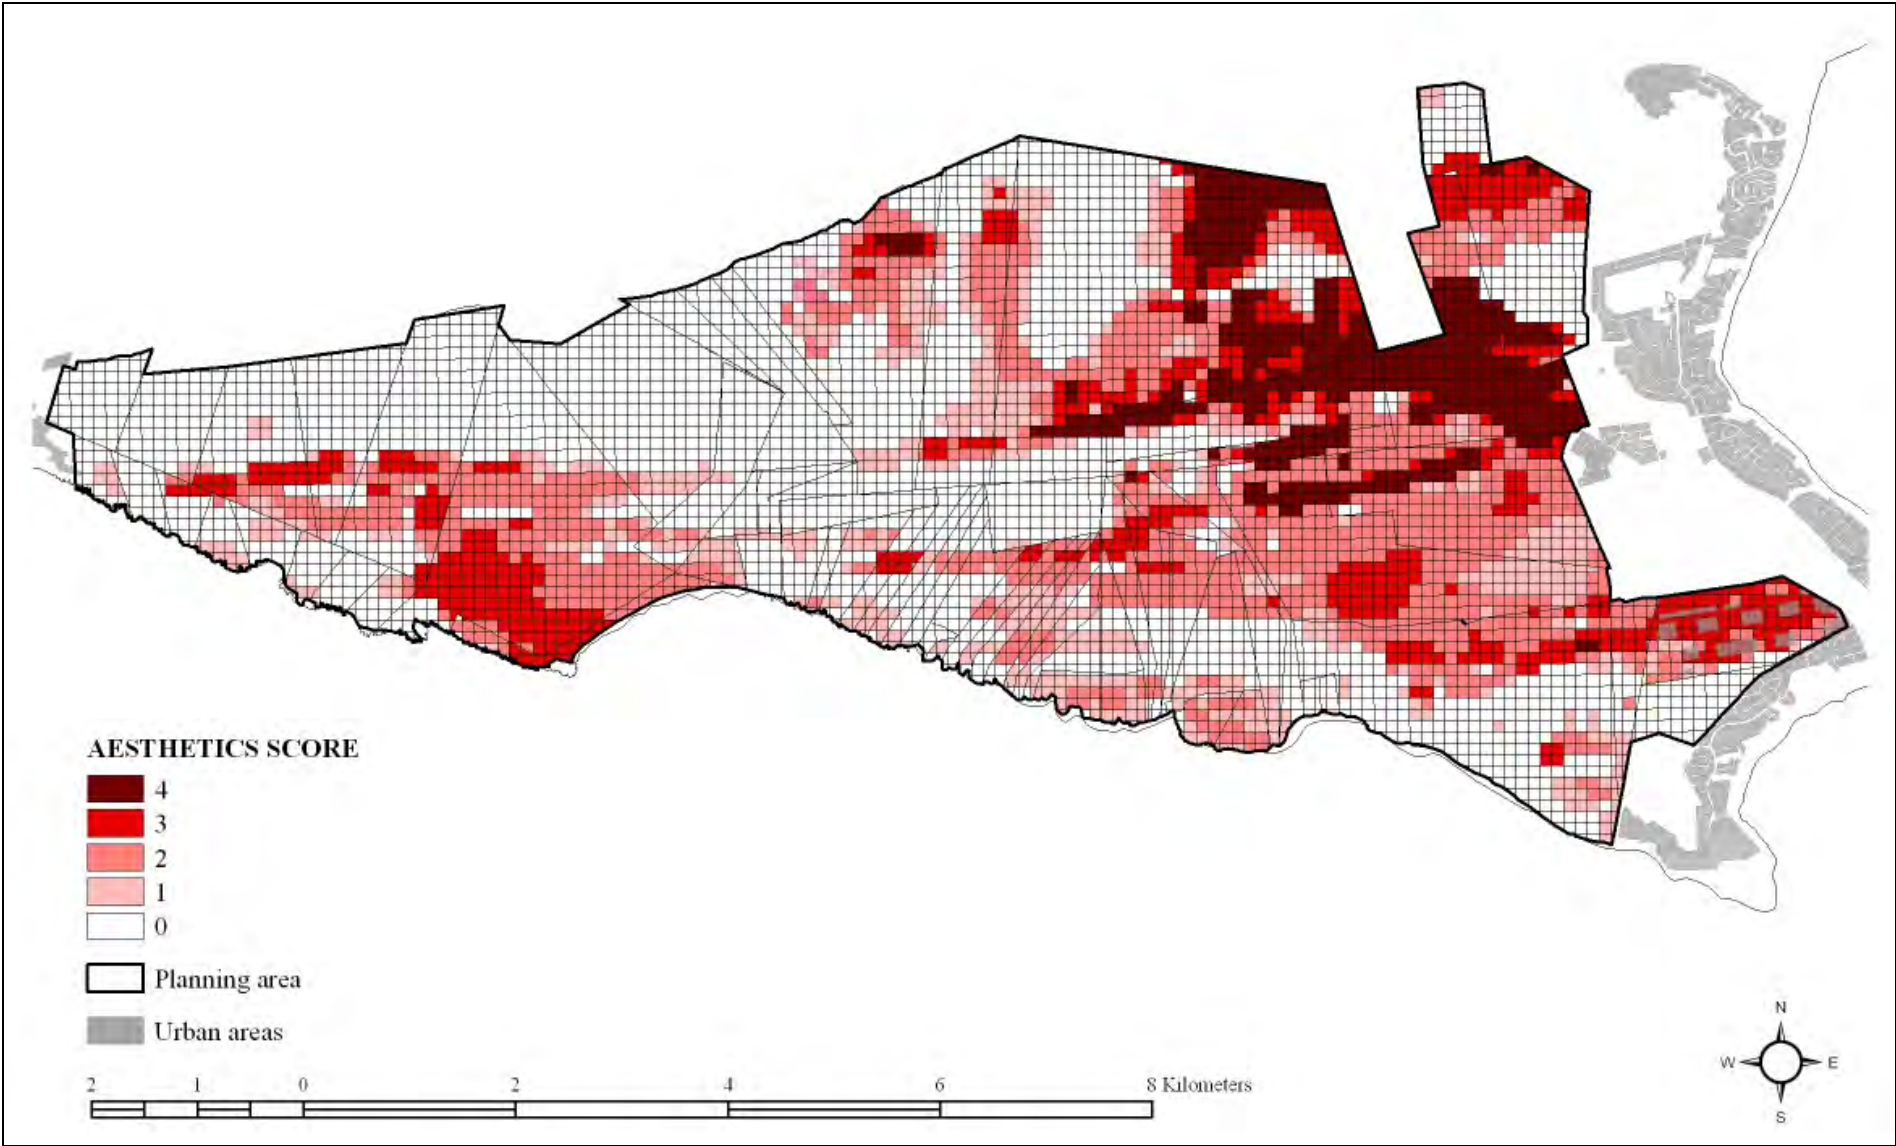 AESTHETICS SCORE
4
3
2
1
0
Planning area
Urban areas
2 1 0 2 4 6 8 Kilometers
N
W E
S